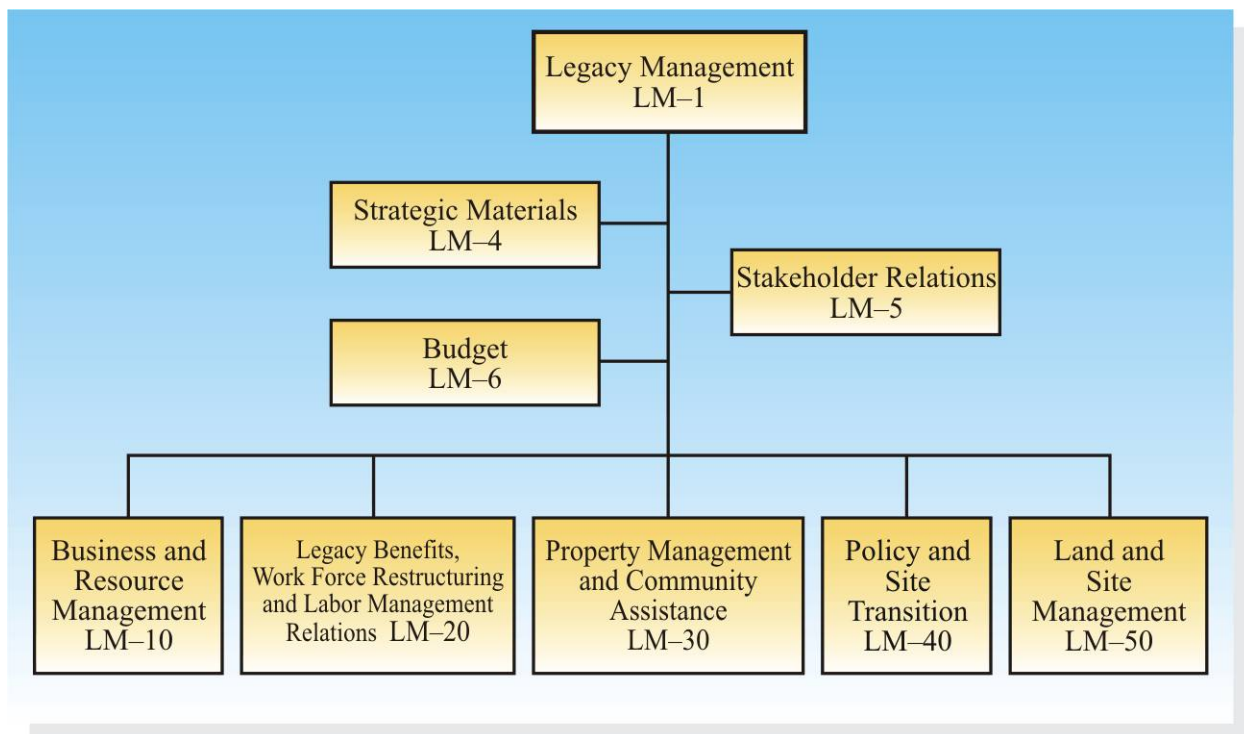 Legacy Management
LM–1
Strategic Materials
LM–4
Stakeholder Relations
LM–5
Budget
LM–6
Business and
Resource
Management
LM–10
Legacy Benefits,
Work Force Restructuring
and Labor Management
Relations LM–20
Property Management
and Community
Assistance
LM–30
Policy and
Site
Transition
LM–40
Land and
Site
Management
LM–50